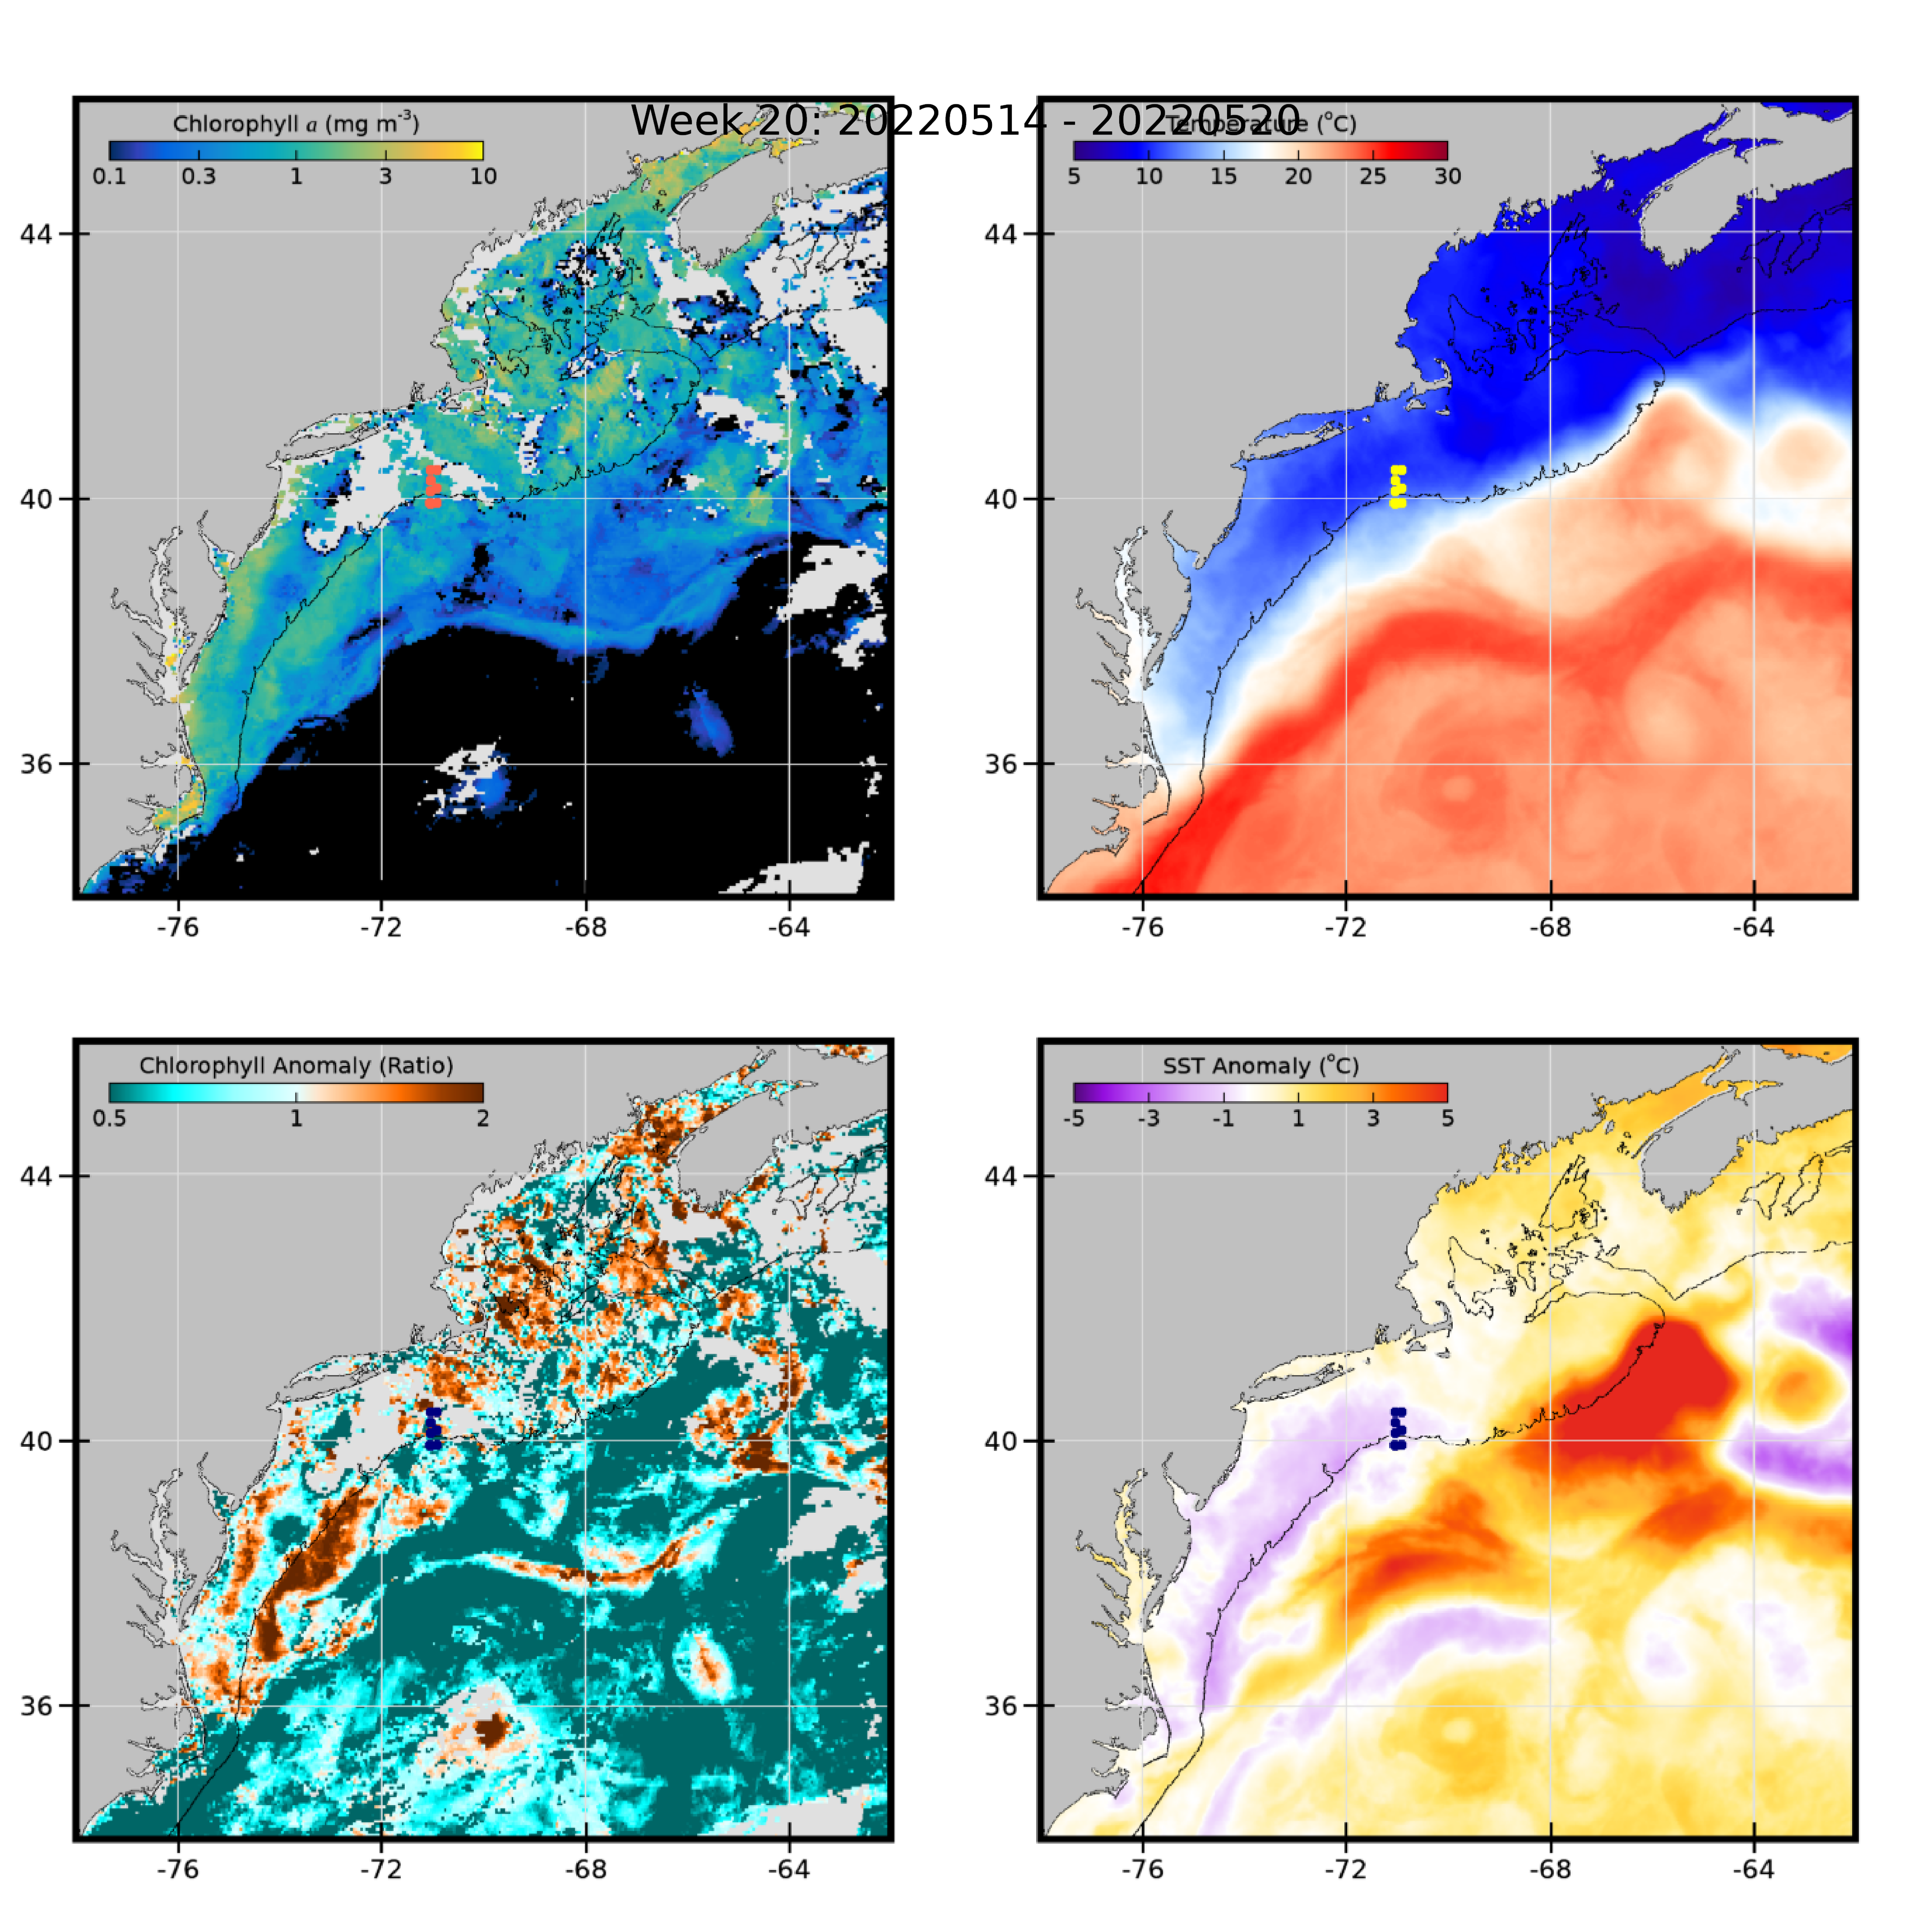 Week 20: 20220514 - 20220520
Chlorophyll a (mg m-3)
0.1 0.3 1 3 10
44
40
36
-76 -72 -68 -64
Temperature (°C)
5 10 15 20 25 30
44
40
36
-76 -72 -68 -64
Chlorophyll Anomaly (Ratio)
0.5 1 2
44
40
36
-76 -72 -68 -64
SST Anomaly (°C)
-5 -3 -1 1 3 5
44
40
36
-76 -72 -68 -64